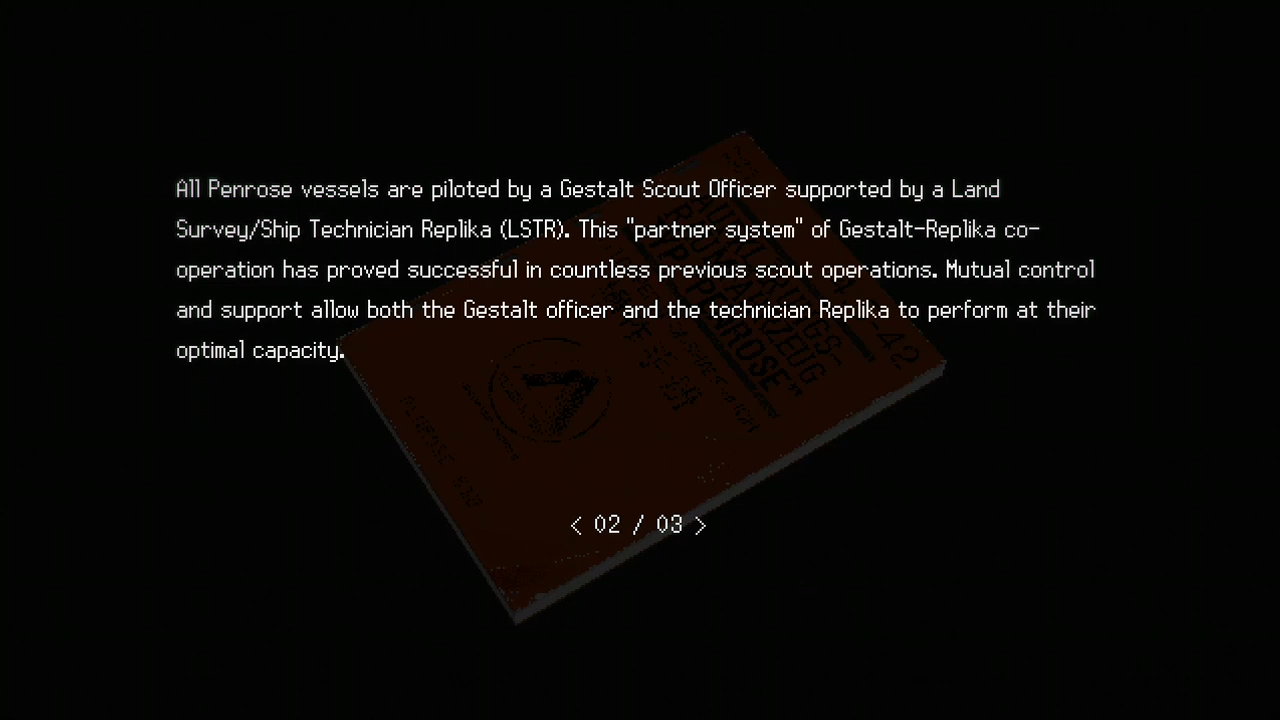 All Penrose vessels are piloted by a Gestalt Scout Officer supported by a Land
Survey/Ship Technician Replika (LSTR). This "partner system" of Gestalt-Replika co-
operation has proved successful in countless previous scout operations. Mutual control
and support allow both the Gestalt officer and the technician Replika to perform at their
optimal capacity.
< 02 / 03 >
PENROSE"